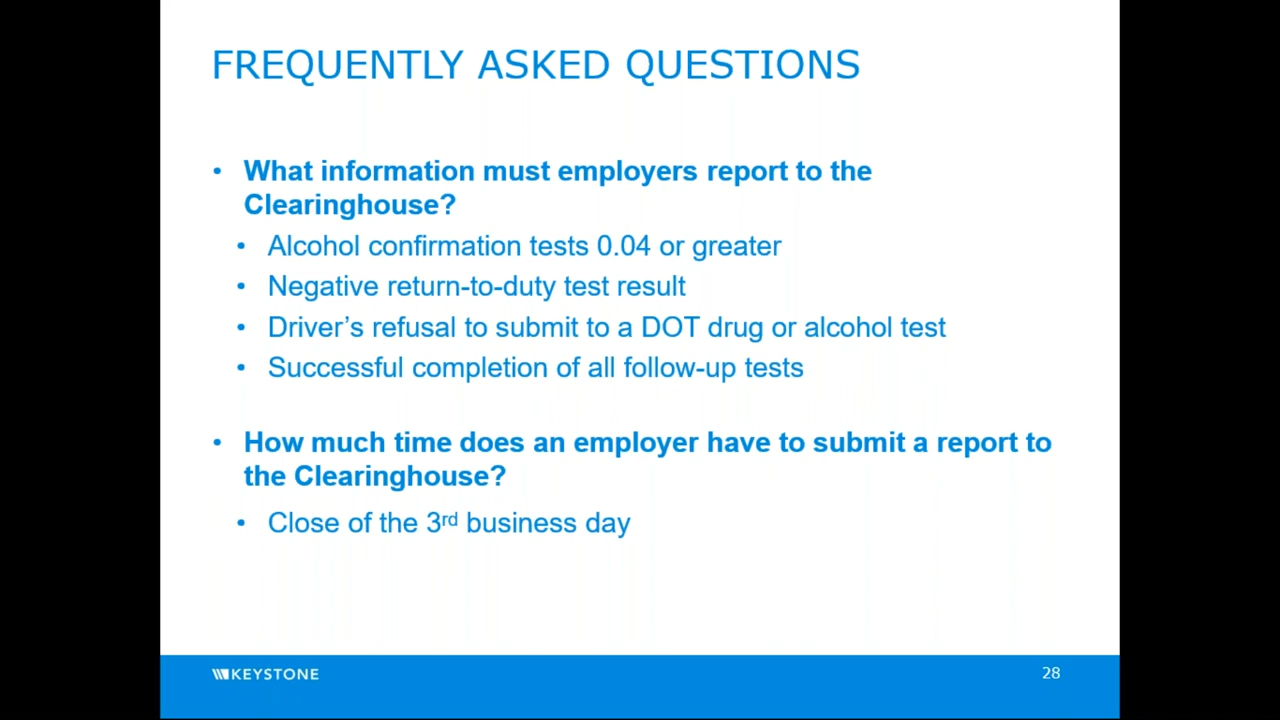 FREQUENTLY ASKED QUESTIONS
• What information must employers report to the
Clearinghouse?
• Alcohol confirmation tests 0.04 or greater
• Negative return-to-duty test result
• Driver’s refusal to submit to a DOT drug or alcohol test
• Successful completion of all follow-up tests
• How much time does an employer have to submit a report to
the Clearinghouse?
• Close of the 3rd business day
KEYSTONE
28